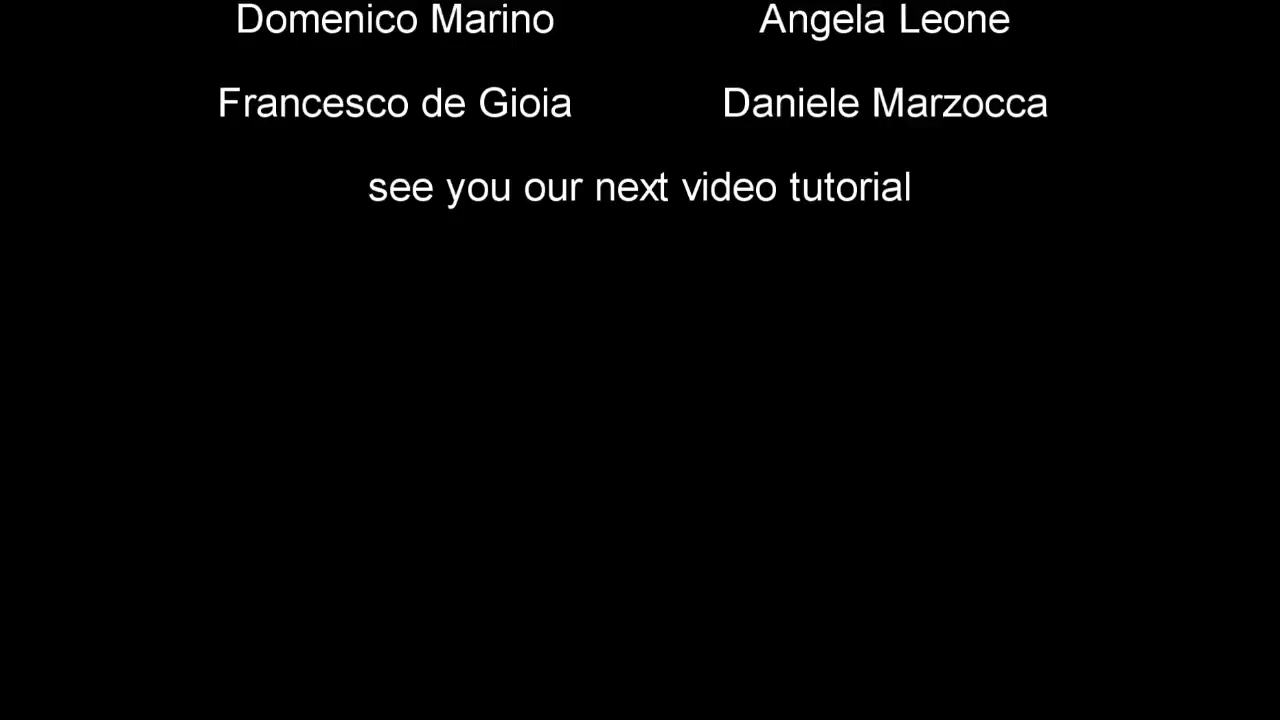 Domenico Marino Angela Leone
Francesco de Gioia Daniele Marzocca
see you our next video tutorial